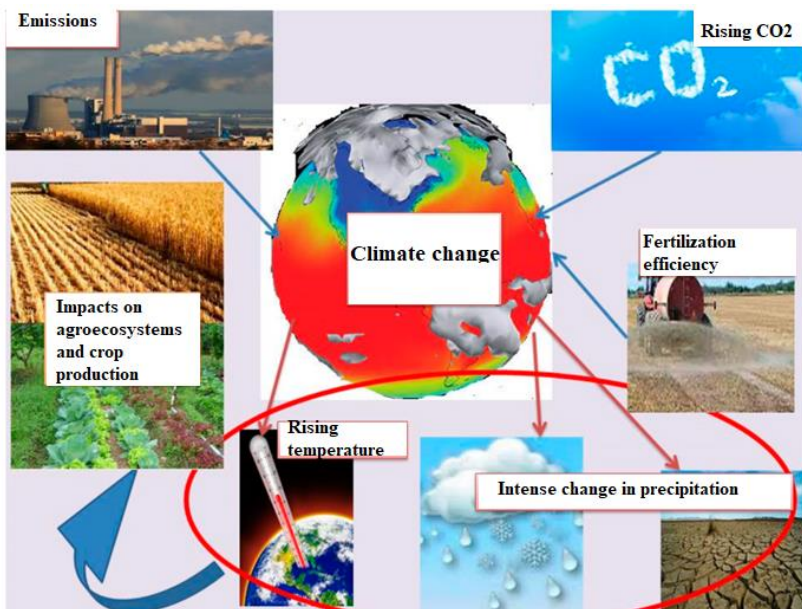 Emissions
Rising CO2
CO2
Climate change
Fertilization
efficiency
Impacts on
agroecosystems
and crop
production
Rising
temperature
Intense change in precipitation